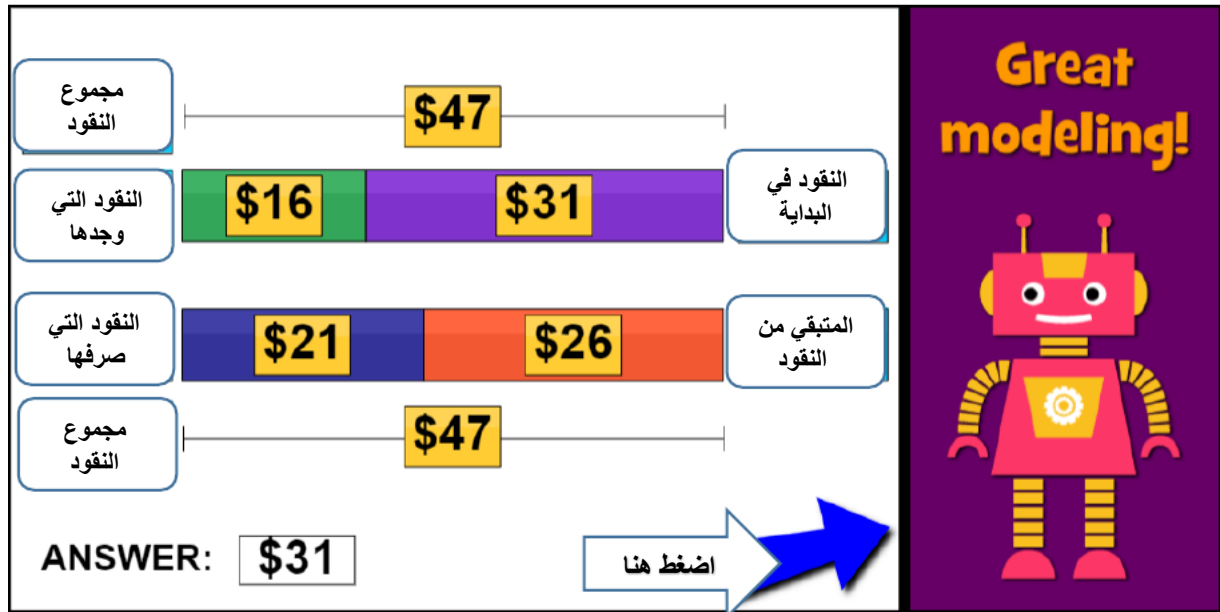 مجموع
النقود
$47
النقود التي
وجدها
$16
$31
النقود في
البداية
النقود التي
صرفها
$21
$26
المتبقي من
النقود
مجموع
النقود
$47
ANSWER: $31
اضغط هنا
Great
modeling!